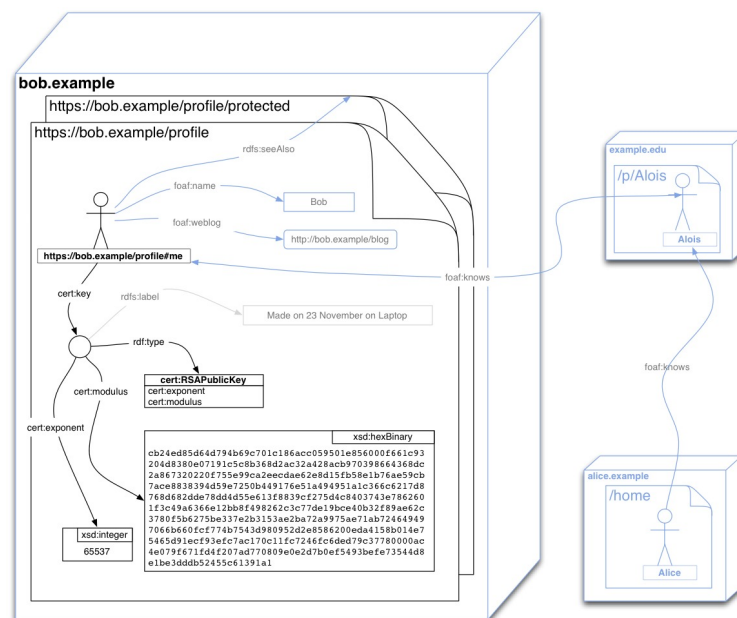 bob.example
https://bob.example/profile/protected
https://bob.example/profile
rdfs:seeAlso
foaf:name
Bob
foaf:weblog
http://bob.example/blog
https://bob.example/profile#me
foaf:knows
cert:key
rdfs:label
Made on 23 November on Laptop
rdf:type
cert:RSAPublicKey
cert:exponent
cert:modulus
cert:modulus
cert:exponent
xsd:hexBinary
cb24ed85d64d794b69c701c186acc059501e856000f661c93
204d8380e07191c5c8b368d2ac32a428acb970398664368dc
2a867320220f755e99ca2eecdae62e8d15fb58e1b76ae59cb
7ace8838394d59e7250b449176e51a494951a1c366c6217d8
768d682dde78dd4d55e613f8839cf275d4c8403743e786260
1f3c49a6366e12bb8f498262c3c77de19bce40b32f89ae62c
3780f5b6275be337e2b3153ae2ba72a9975ae71ab72464949
7066b660fcf774b7543d980952d2e8586200eda4158b014e7
5465d91ecf93efc7ac170c11fc7246fc6ded79c37780000ac
4e079f671fd4f207ad770809e0e2d7b0ef5493befe73544d8
e1be3dddb52455c61391a1
xsd:integer
65537
example.edu
/p/Alois
Alois
foaf:knows
alice.example
/home
Alice